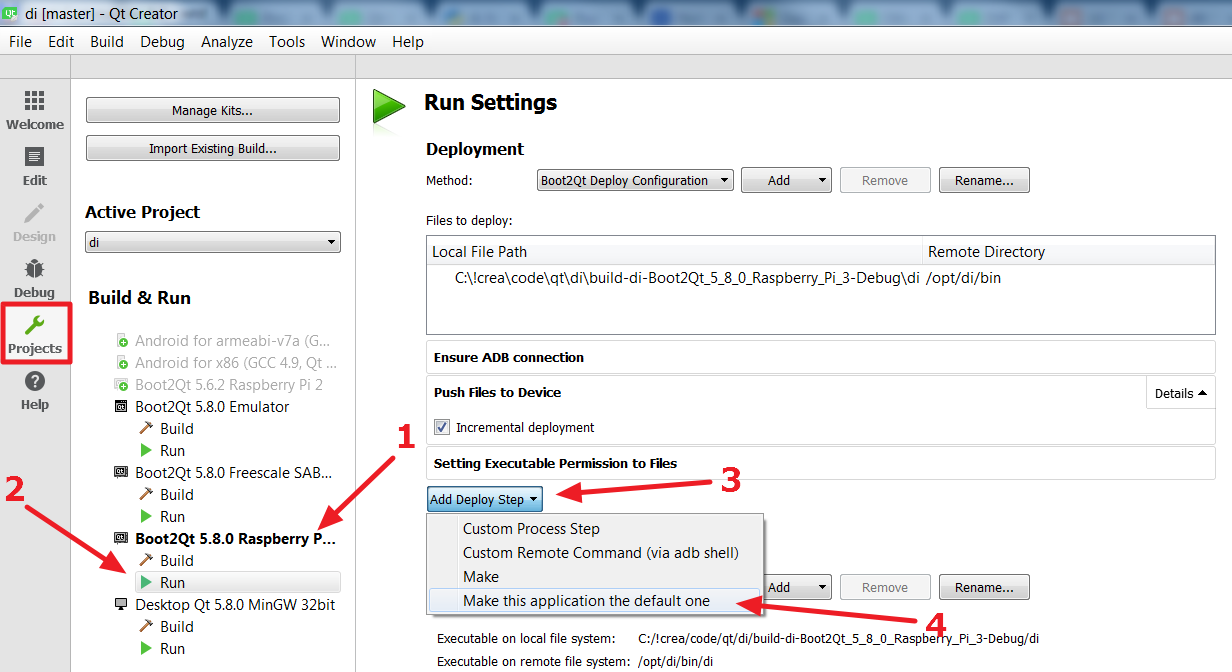 di [master] - Qt Creator
File Edit Build Debug Analyze Tools Window Help
Welcome
Edit
Design
Debug
Projects
Help
Manage Kits...
Import Existing Build...
Active Project
di
Build & Run
Android for armeabi-v7a (G...
Android for x86 (GCC 4.9, Qt ...
Boot2Qt 5.6.2 Raspberry Pi 2
Boot2Qt 5.8.0 Emulator
Build
Run
Boot2Qt 5.8.0 Freescale SAB...
Build
Run
Boot2Qt 5.8.0 Raspberry P...
Build
Run
Desktop Qt 5.8.0 MinGW 32bit
Build
Run
1
2
Run Settings
Deployment
Method: Boot2Qt Deploy Configuration Add Remove Rename...
Files to deploy:
Local File Path Remote Directory
C:\!crea\code\qt\di\build-di-Boot2Qt_5_8_0_Raspberry_Pi_3-Debug\di /opt/di/bin
Ensure ADB connection
Push Files to Device Details
Incremental deployment
Setting Executable Permission to Files
Add Deploy Step
3
Custom Process Step
Custom Remote Command (via adb shell)
Make
Make this application the default one
Add Remove Rename...
4
Executable on local file system: C:/!crea/code/qt/di/build-di-Boot2Qt_5_8_0_Raspberry_Pi_3-Debug/di
Executable on remote file system: /opt/di/bin/di